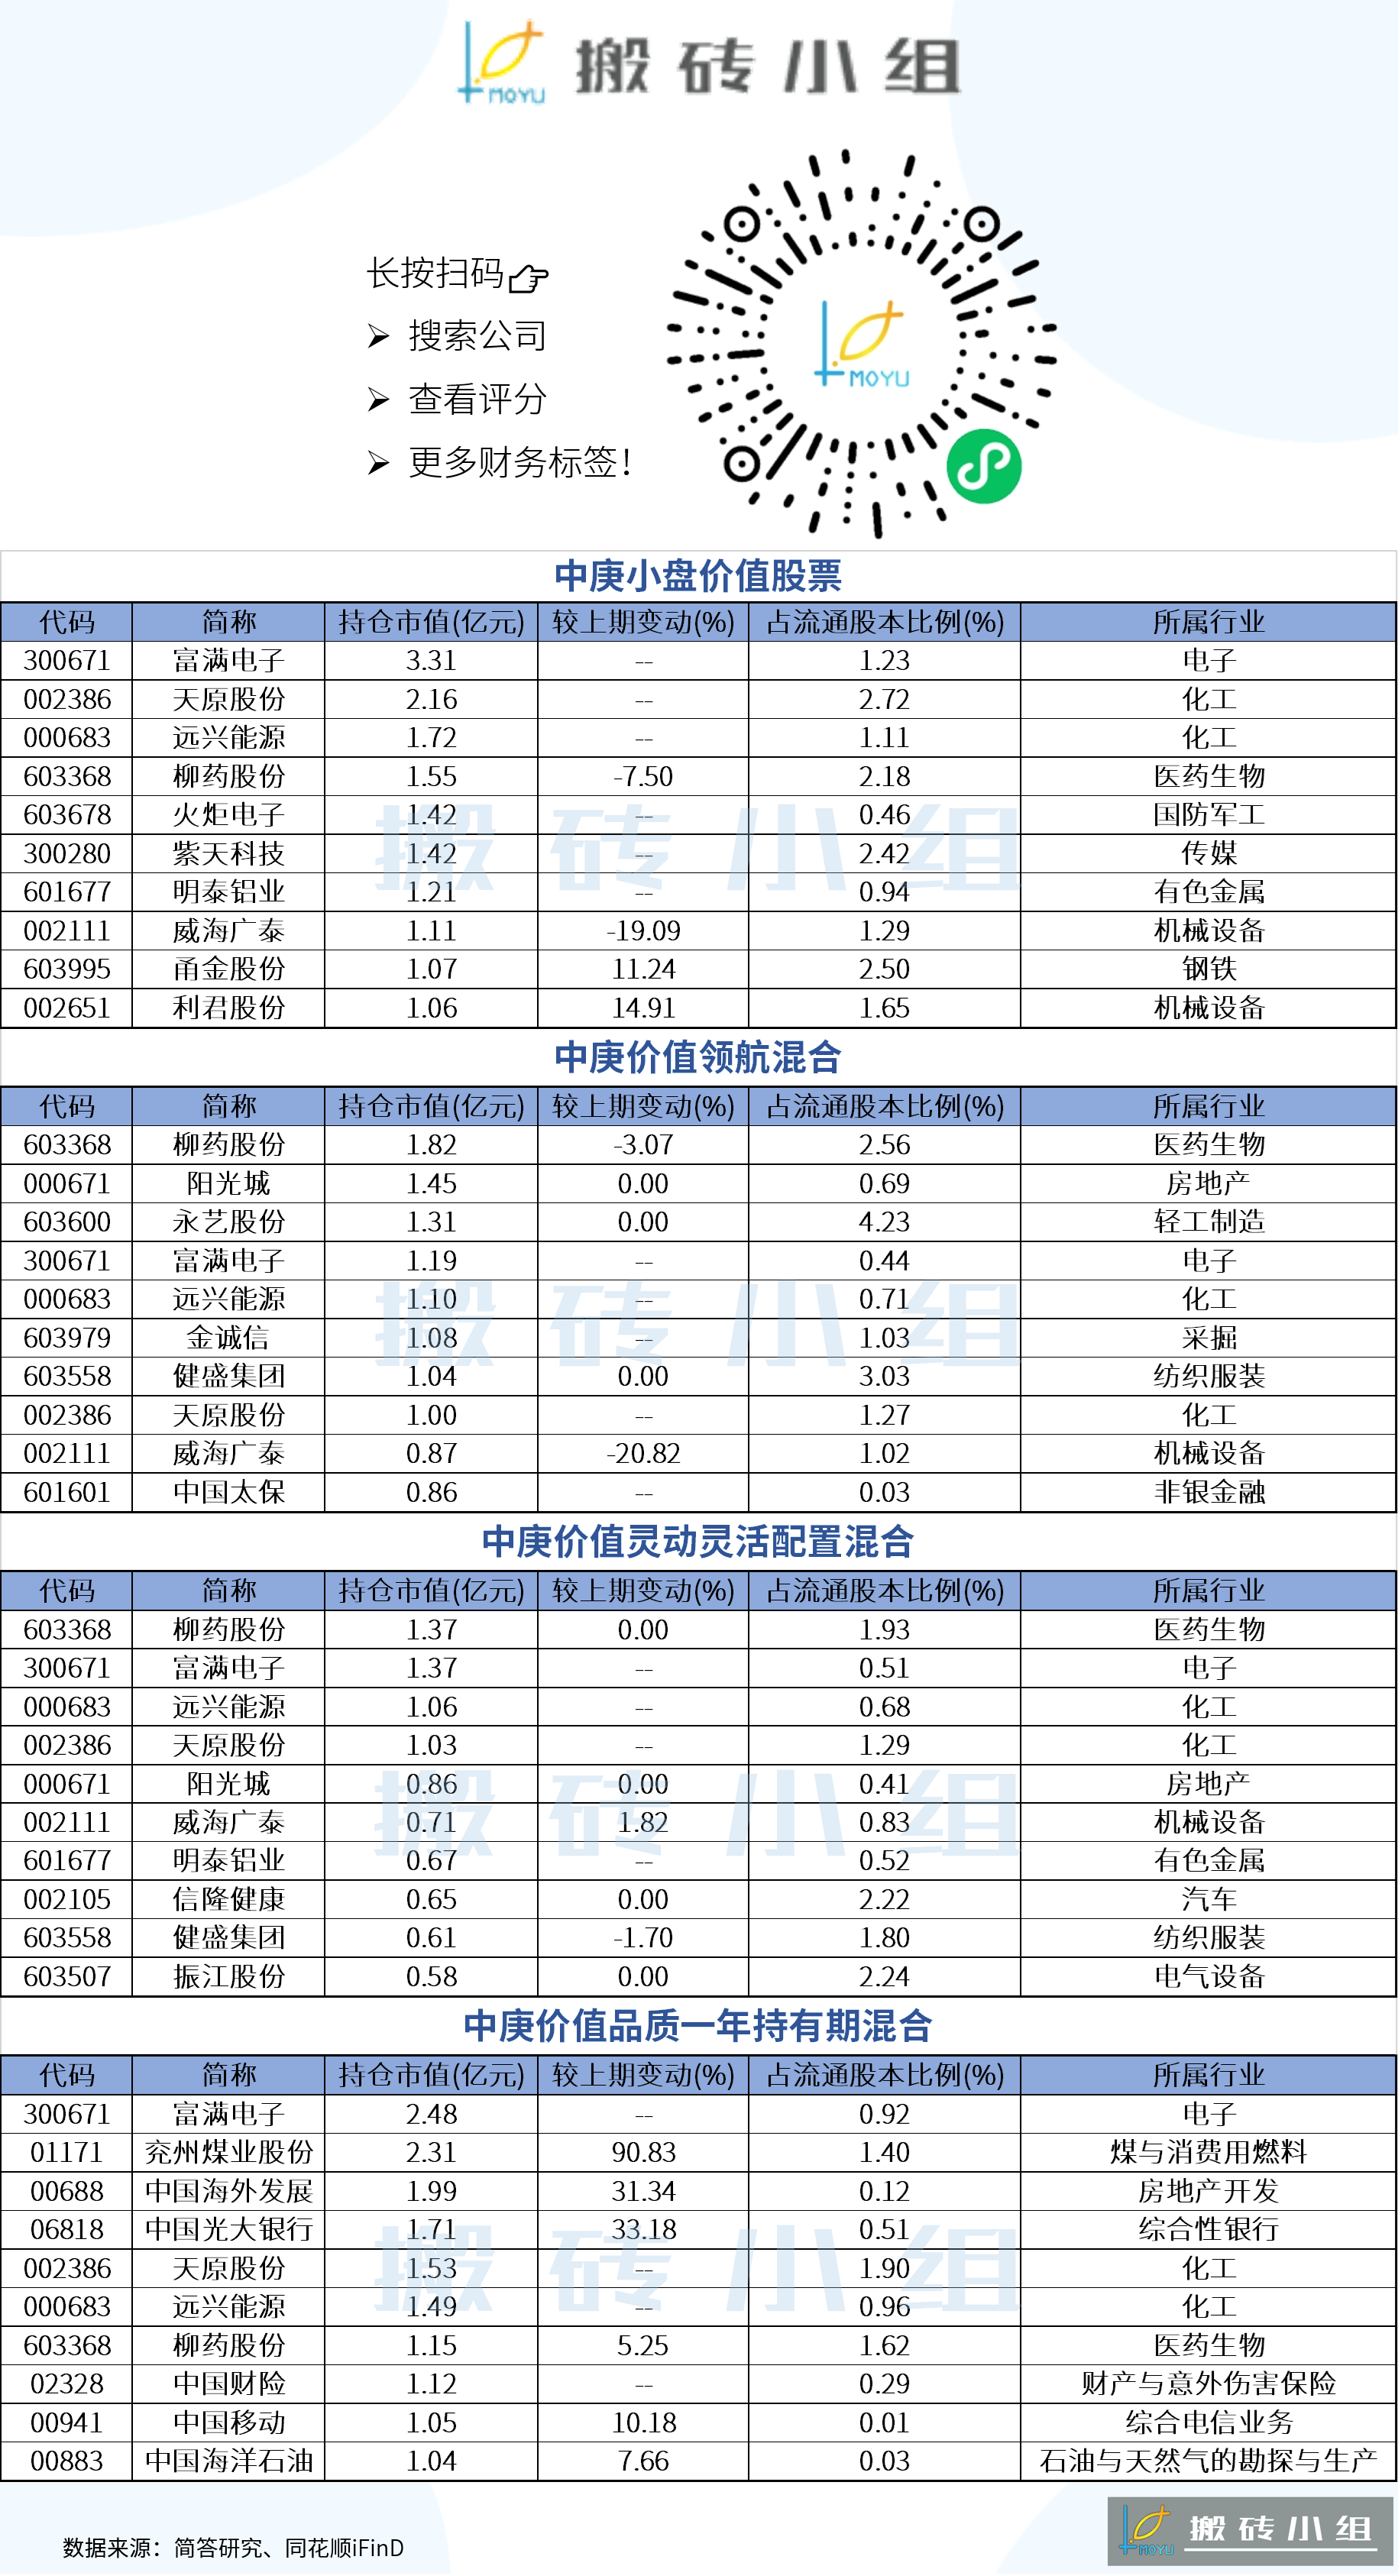 MOYU 搬砖小组
长按扫码
➢ 搜索公司
➢ 查看评分
➢ 更多财务标签！
MOYU
中庚小盘价值股票
代码 简称 持仓市值(亿元) 较上期变动(%) 占流通股本比例(%) 所属行业
300671 富满电子 3.31 -- 1.23 电子
002386 天原股份 2.16 -- 2.72 化工
000683 远兴能源 1.72 -- 1.11 化工
603368 柳药股份 1.55 -7.50 2.18 医药生物
603678 火炬电子 1.42 -- 0.46 国防军工
300280 紫天科技 1.42 -- 2.42 传媒
601677 明泰铝业 1.21 -- 0.94 有色金属
002111 威海广泰 1.11 -19.09 1.29 机械设备
603995 甬金股份 1.07 11.24 2.50 钢铁
002651 利君股份 1.06 14.91 1.65 机械设备
搬砖小组
中庚价值领航混合
代码 简称 持仓市值(亿元) 较上期变动(%) 占流通股本比例(%) 所属行业
603368 柳药股份 1.82 -3.07 2.56 医药生物
000671 阳光城 1.45 0.00 0.69 房地产
603600 永艺股份 1.31 0.00 4.23 轻工制造
300671 富满电子 1.19 -- 0.44 电子
000683 远兴能源 1.10 -- 0.71 化工
603979 金诚信 1.08 -- 1.03 采掘
603558 健盛集团 1.04 0.00 3.03 纺织服装
002386 天原股份 1.00 -- 1.27 化工
002111 威海广泰 0.87 -20.82 1.02 机械设备
601601 中国太保 0.86 -- 0.03 非银金融
搬砖小组
中庚价值灵动灵活配置混合
代码 简称 持仓市值(亿元) 较上期变动(%) 占流通股本比例(%) 所属行业
603368 柳药股份 1.37 0.00 1.93 医药生物
300671 富满电子 1.37 -- 0.51 电子
000683 远兴能源 1.06 -- 0.68 化工
002386 天原股份 1.03 -- 1.29 化工
000671 阳光城 0.86 0.00 0.41 房地产
002111 威海广泰 0.71 1.82 0.83 机械设备
601677 明泰铝业 0.67 -- 0.52 有色金属
002105 信隆健康 0.65 0.00 2.22 汽车
603558 健盛集团 0.61 -1.70 1.80 纺织服装
603507 振江股份 0.58 0.00 2.24 电气设备
搬砖小组
中庚价值品质一年持有期混合
代码 简称 持仓市值(亿元) 较上期变动(%) 占流通股本比例(%) 所属行业
300671 富满电子 2.48 -- 0.92 电子
01171 兖州煤业股份 2.31 90.83 1.40 煤与消费用燃料
00688 中国海外发展 1.99 31.34 0.12 房地产开发
06818 中国光大银行 1.71 33.18 0.51 综合性银行
002386 天原股份 1.53 -- 1.90 化工
000683 远兴能源 1.49 -- 0.96 化工
603368 柳药股份 1.15 5.25 1.62 医药生物
02328 中国财险 1.12 -- 0.29 财产与意外伤害保险
00941 中国移动 1.05 10.18 0.01 综合电信业务
00883 中国海洋石油 1.04 7.66 0.03 石油与天然气的勘探与生产
搬砖小组
数据来源：简答研究、同花顺iFinD
MOYU 搬砖小组